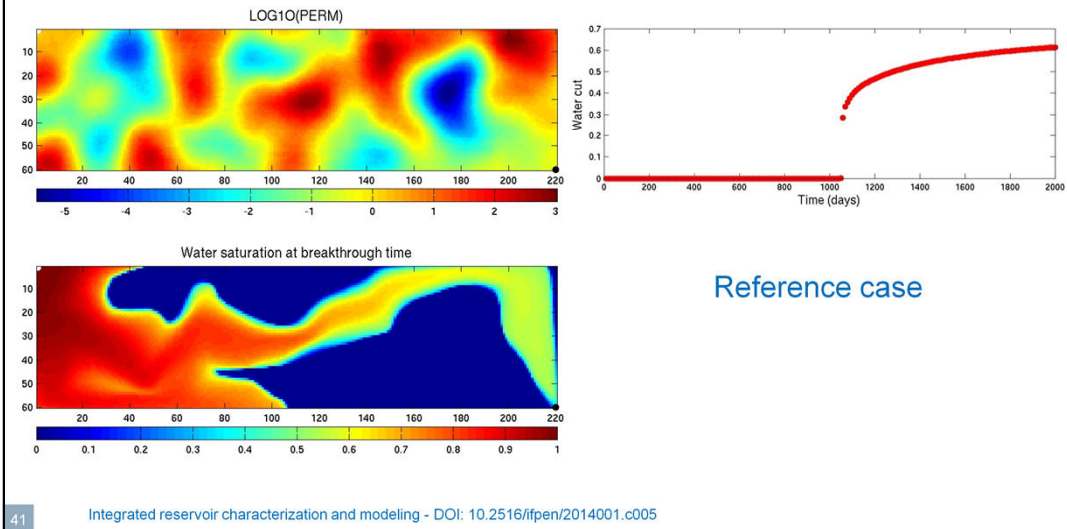 LOG1O(PERM)
10
20
30
40
50
60
20 40 60 80 100 120 140 160 180 200 220
-5 -4 -3 -2 -1 0 1 2 3
0.7
0.6
0.5
0.4
0.3
0.2
0.1
0
Water cut
0 200 400 600 800 1000 1200 1400 1600 1800 2000
Time (days)
Water saturation at breakthrough time
10
20
30
40
50
60
20 40 60 80 100 120 140 160 180 200 220
0 0.1 0.2 0.3 0.4 0.5 0.6 0.7 0.8 0.9 1
Reference case
41
Integrated reservoir characterization and modeling - DOI: 10.2516/ifpen/2014001.c005